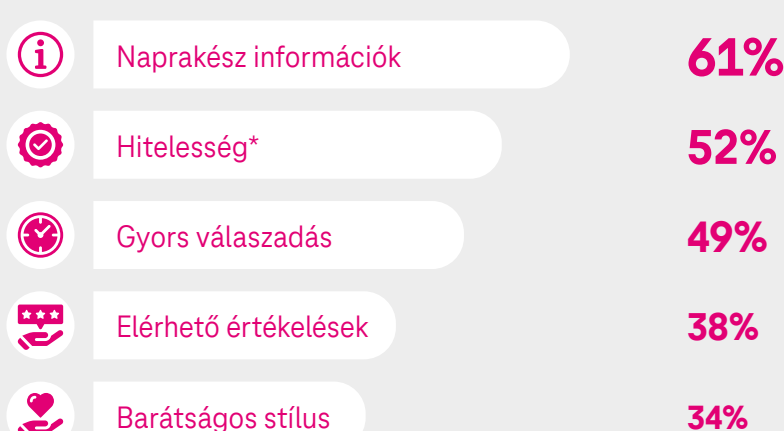 Naprakész információk 61%
Hitelesség* 52%
Gyors válaszadás 49%
Elérhető értékelések 38%
Barátságos stílus 34%